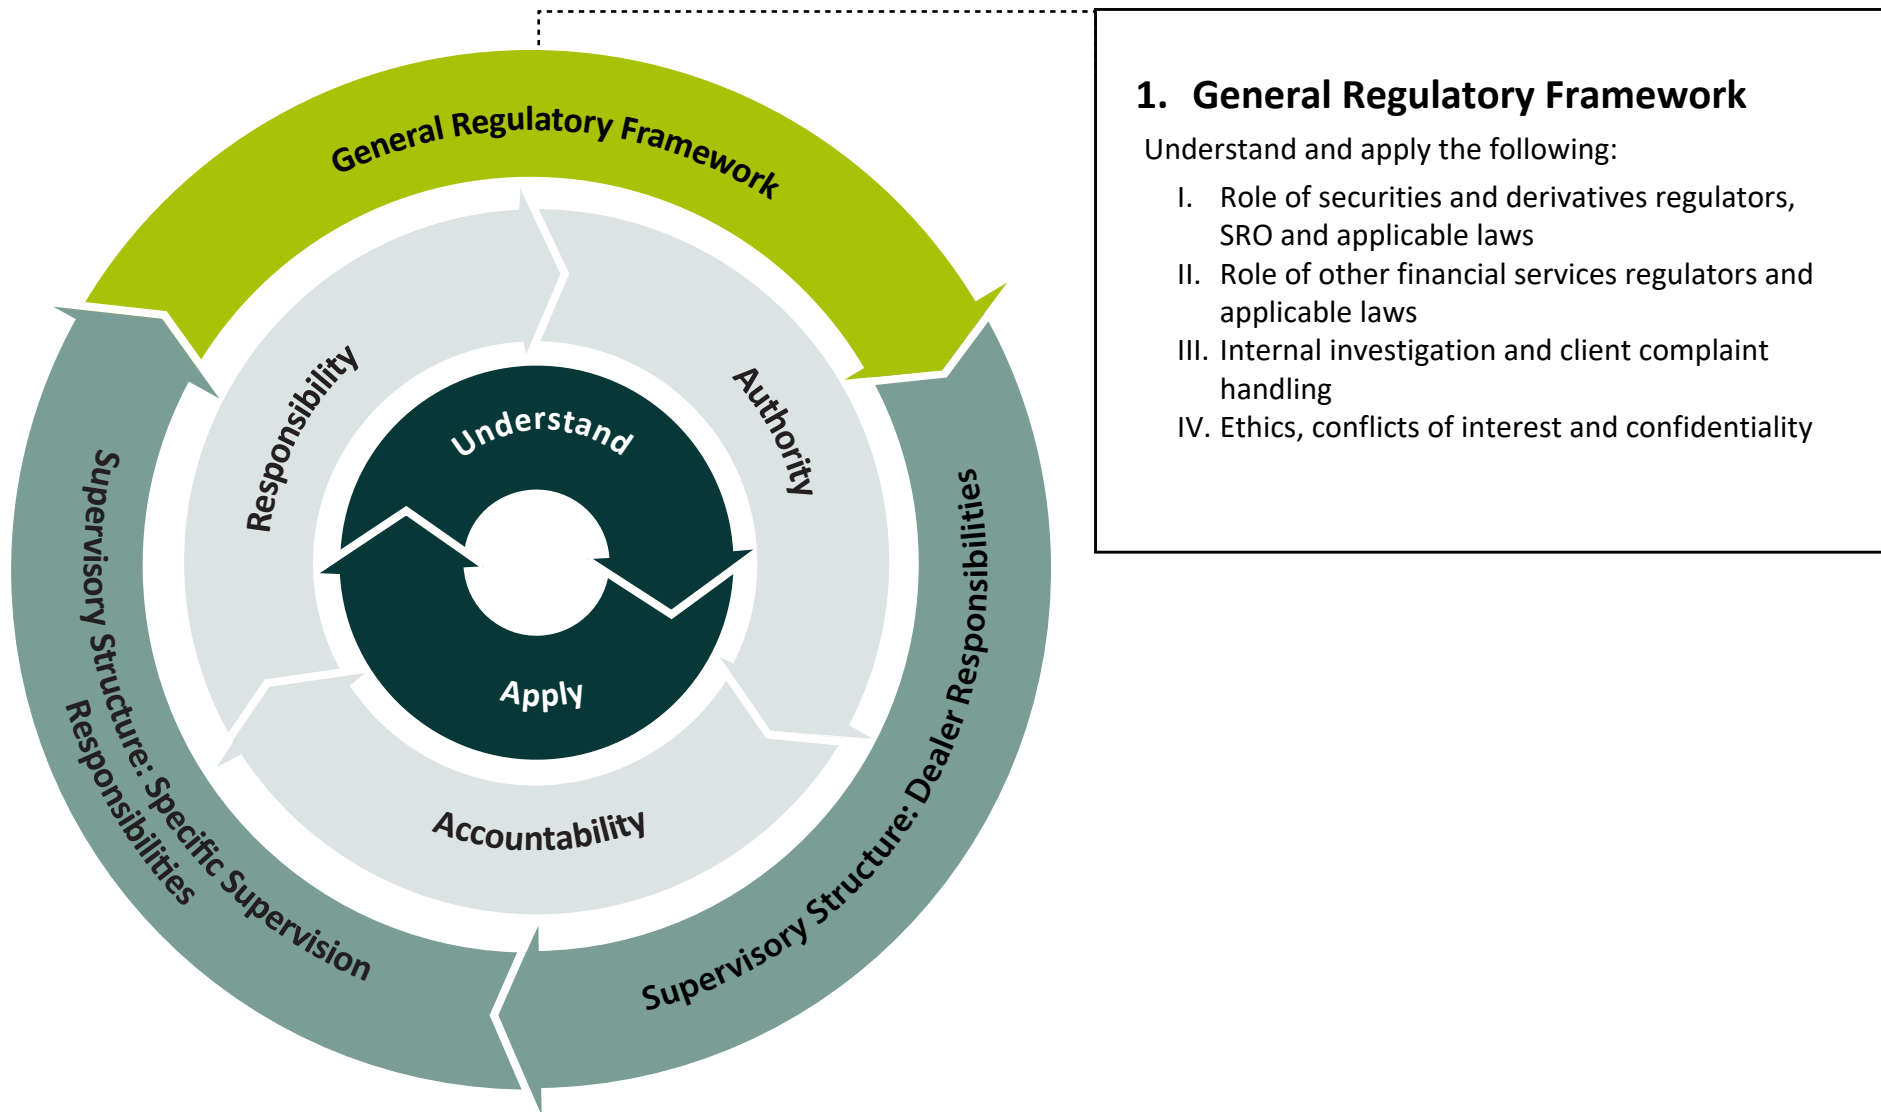 General Regulatory Framework
Responsibility
Authority
Understand
Apply
Accountability
Supervisory Structure: Dealer Responsibilities
Supervisory Structure: Specific Supervision
Responsibilities
1. General Regulatory Framework
Understand and apply the following:
I. Role of securities and derivatives regulators,
SRO and applicable laws
II. Role of other financial services regulators and
applicable laws
III. Internal investigation and client complaint
handling
IV. Ethics, conflicts of interest and confidentiality